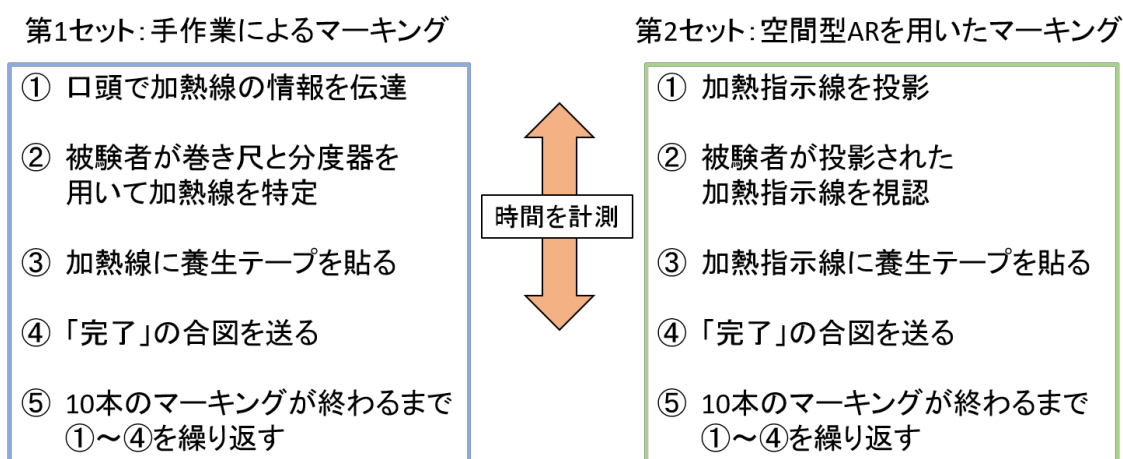 第1セット：手作業によるマーキング
① 口頭で加熱線の情報を伝達
② 被験者が巻き尺と分度器を
用いて加熱線を特定
③ 加熱線に養生テープを貼る
④ 「完了」の合図を送る
⑤ 10本のマーキングが終わるまで
①～④を繰り返す
時間を計測
第2セット：空間型ARを用いたマーキング
① 加熱指示線を投影
② 被験者が投影された
加熱指示線を視認
③ 加熱指示線に養生テープを貼る
④ 「完了」の合図を送る
⑤ 10本のマーキングが終わるまで
①～④を繰り返す